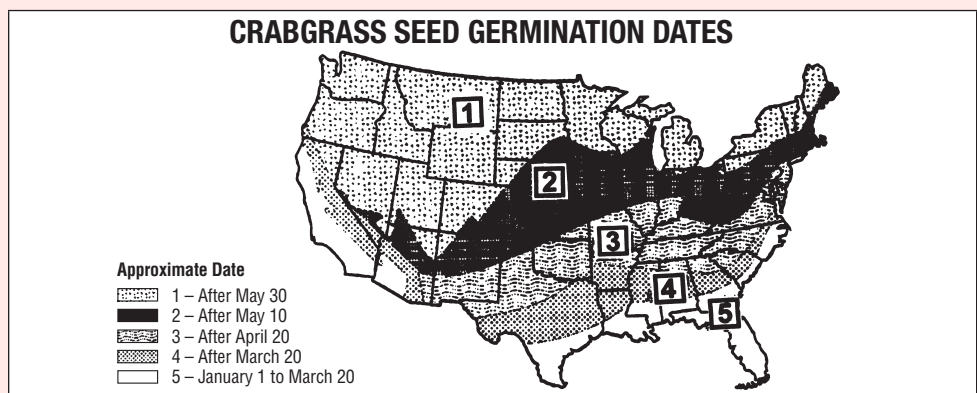 CRABGRASS SEED GERMINATION DATES
1
2
3
4
5
Approximate Date
1 – After May 30
2 – After May 10
3 – After April 20
4 – After March 20
5 – January 1 to March 20